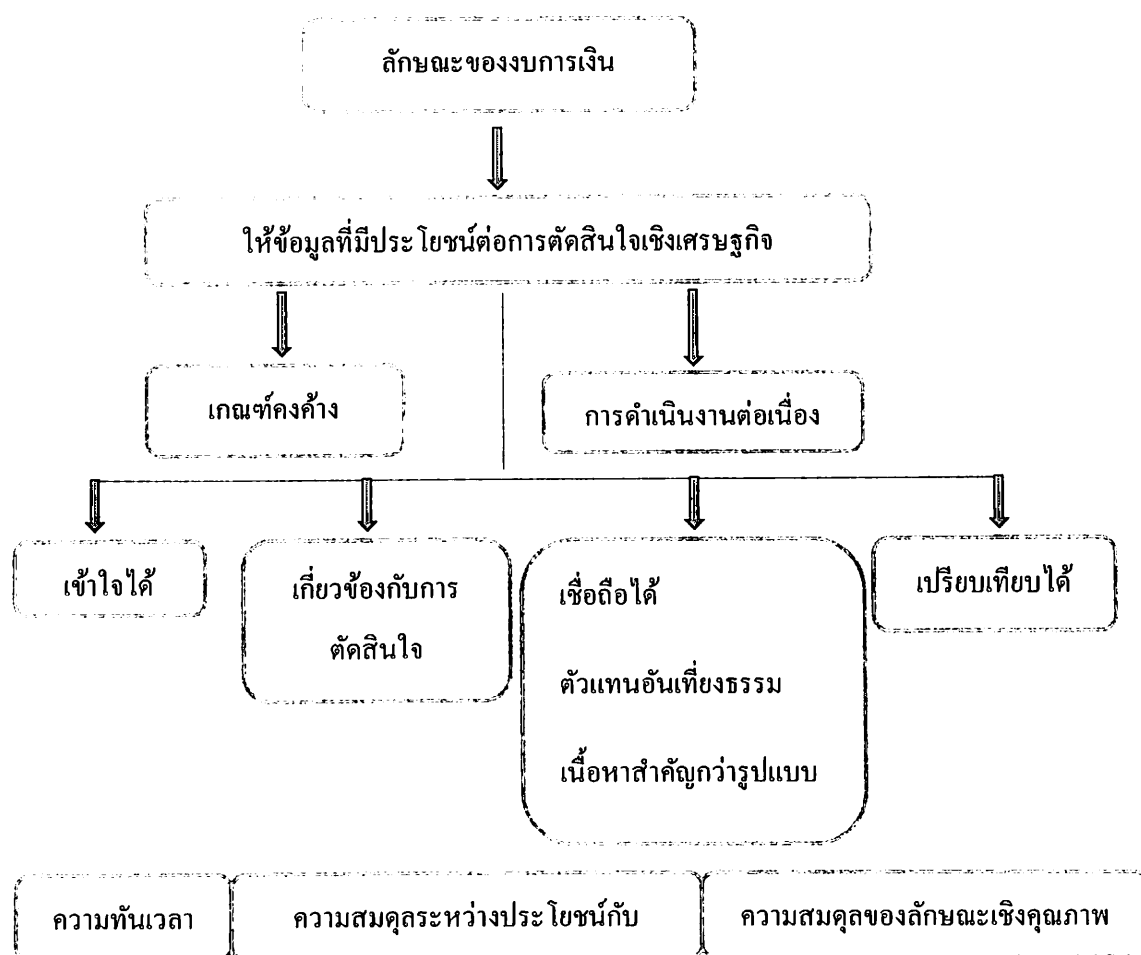 ลักษณะของงบการเงิน
ให้ข้อมูลที่มีประโยชน์ต่อการตัดสินใจเชิงเศรษฐกิจ
เกณฑ์คงค้าง
การดำเนินงานต่อเนื่อง
เข้าใจได้
เกี่ยวข้องกับการ
ตัดสินใจ
เชื่อถือได้
ตัวแทนอันเที่ยงธรรม
เนื้อหาสำคัญกว่ารูปแบบ
เปรียบเทียบได้
ความทันเวลา
ความสมดุลระหว่างประโยชน์กับ
ความสมดุลของลักษณะเชิงคุณภาพ